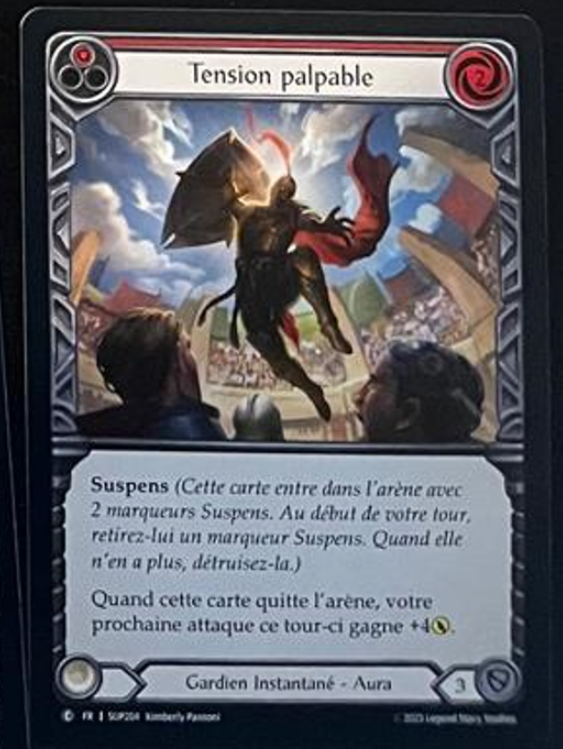 Tension palpable
2
Suspens (Cette carte entre dans l'arène avec
2 marqueurs Suspens. Au début de votre tour,
retirez-lui un marqueur Suspens. Quand elle
n'en a plus, détruisez-la.)
Quand cette carte quitte l'arène, votre
prochaine attaque ce tour-ci gagne +4.
Gardien Instantané - Aura
3
C FR SUP204 Kimberly Pannoni
© 2025 Legend Story Studios